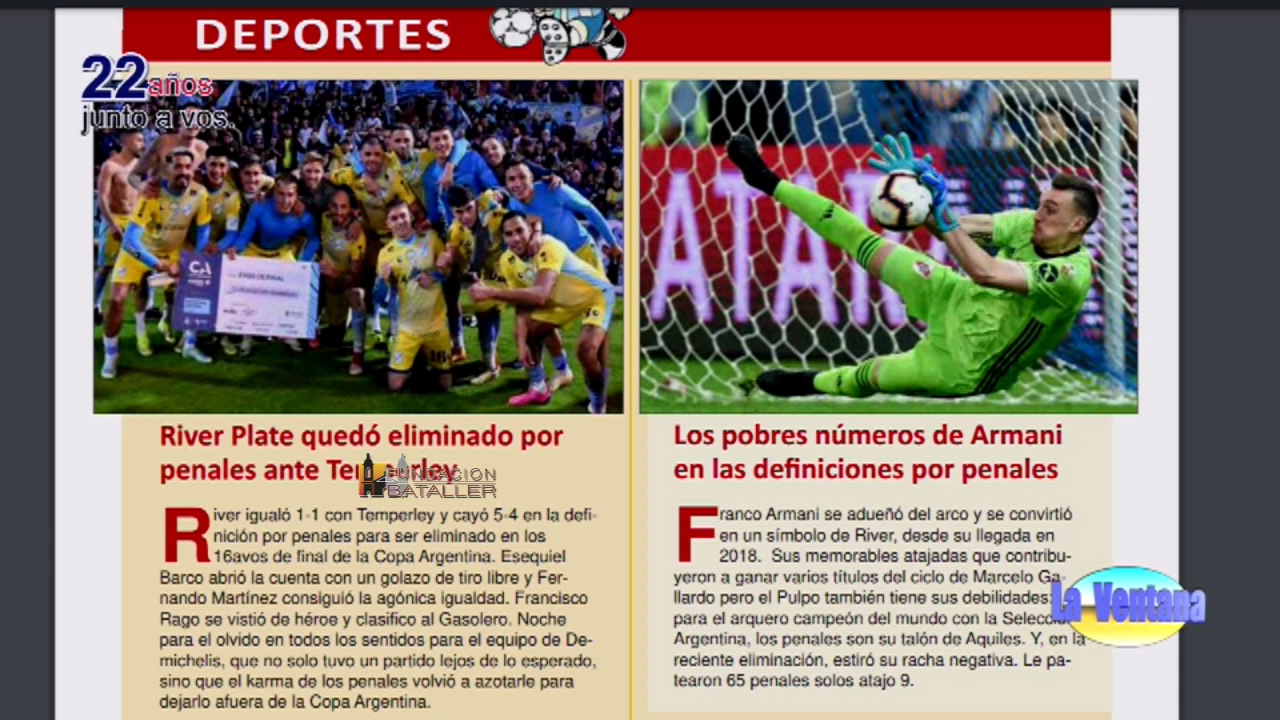 DEPORTES
22 años
junto a vos.
CA
ATAJA
River Plate quedó eliminado por
penales ante Temperley
FUNDACION
BATALLER
River igualó 1-1 con Temperley y cayó 5-4 en la defi-
nición por penales para ser eliminado en los
16avos de final de la Copa Argentina. Esequiel
Barco abrió la cuenta con un golazo de tiro libre y Fer-
nando Martínez consiguió la agónica igualdad. Francisco
Rago se vistió de héroe y clasifico al Gasolero. Noche
para el olvido en todos los sentidos para el equipo de De-
michelis, que no solo tuvo un partido lejos de lo esperado,
sino que el karma de los penales volvió a azotarle para
dejarlo afuera de la Copa Argentina.
Los pobres números de Armani
en las definiciones por penales
Franco Armani se adueñó del arco y se convirtió
en un símbolo de River, desde su llegada en
2018. Sus memorables atajadas que contribu-
yeron a ganar varios títulos del ciclo de Marcelo Ga-
llardo pero el Pulpo también tiene sus debilidades:
para el arquero campeón del mundo con la Selección
Argentina, los penales son su talón de Aquiles. Y, en la
reciente eliminación, estiró su racha negativa. Le pa-
tearon 65 penales solos atajo 9.
La Ventana